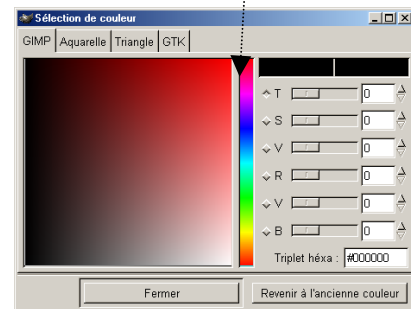 Sélection de couleur
GIMP Aquarelle Triangle GTK
T 0
S 0
V 0
R 0
V 0
B 0
Triplet héxa : #000000
Fermer Revenir à l'ancienne couleur